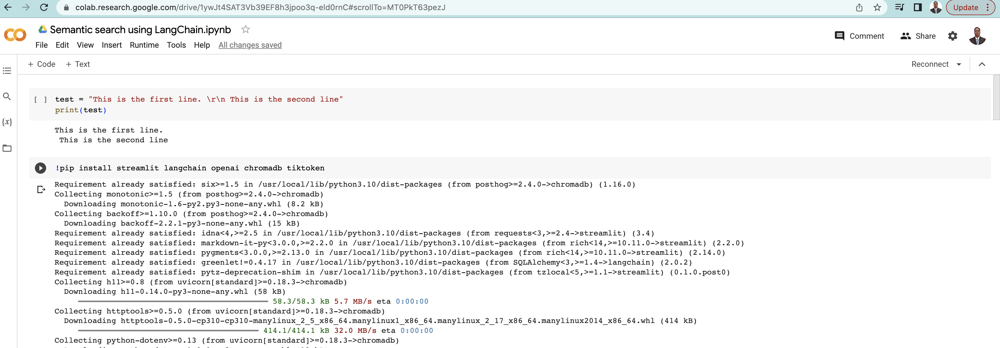 colab.research.google.com/drive/1ywJt4SAT3Vb39EF8h3jpoo3q-eld0rnC#scrollTo=MT0PkT63pezJ
Update
Semantic search using LangChain.ipynb
File Edit View Insert Runtime Tools Help All changes saved
Comment Share
+ Code + Text
Reconnect
{x}
[ ] test = "This is the first line. \r\n This is the second line"
print(test)
This is the first line.
This is the second line
!pip install streamlit langchain openai chromadb tiktoken
Requirement already satisfied: six>=1.5 in /usr/local/lib/python3.10/dist-packages (from posthog>=2.4.0->chromadb) (1.16.0)
Collecting monotonic>=1.5 (from posthog>=2.4.0->chromadb)
Downloading monotonic-1.6-py2.py3-none-any.whl (8.2 kB)
Collecting backoff>=1.10.0 (from posthog>=2.4.0->chromadb)
Downloading backoff-2.2.1-py3-none-any.whl (15 kB)
Requirement already satisfied: idna<4,>=2.5 in /usr/local/lib/python3.10/dist-packages (from requests<3,>=2.4->streamlit) (3.4)
Requirement already satisfied: markdown-it-py<3.0.0,>=2.2.0 in /usr/local/lib/python3.10/dist-packages (from rich<14,>=10.11.0->streamlit) (2.2.0)
Requirement already satisfied: pygments<3.0.0,>=2.13.0 in /usr/local/lib/python3.10/dist-packages (from rich<14,>=10.11.0->streamlit) (2.14.0)
Requirement already satisfied: greenlet!=0.4.17 in /usr/local/lib/python3.10/dist-packages (from SQLAlchemy<3,>=1.4->langchain) (2.0.2)
Requirement already satisfied: pytz-deprecation-shim in /usr/local/lib/python3.10/dist-packages (from tzlocal<5,>=1.1->streamlit) (0.1.0.post0)
Collecting h11>=0.8 (from uvicorn[standard]>=0.18.3->chromadb)
Downloading h11-0.14.0-py3-none-any.whl (58 kB)
58.3/58.3 kB 5.7 MB/s eta 0:00:00
Collecting httptools>=0.5.0 (from uvicorn[standard]>=0.18.3->chromadb)
Downloading httptools-0.5.0-cp310-cp310-manylinux_2_5_x86_64.manylinux1_x86_64.manylinux_2_17_x86_64.manylinux2014_x86_64.whl (414 kB)
414.1/414.1 kB 32.0 MB/s eta 0:00:00
Collecting python-dotenv>=0.13 (from uvicorn[standard]>=0.18.3->chromadb)